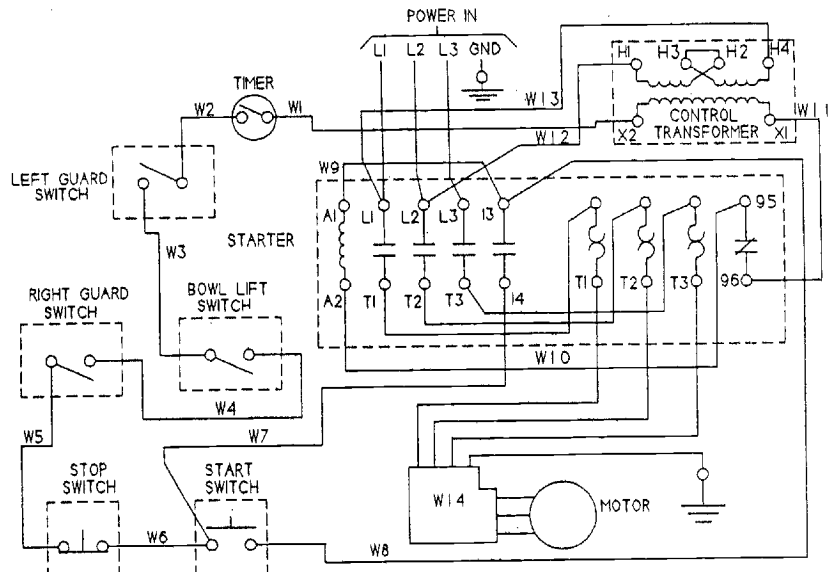 POWER IN
L1 L2 L3 GND
H1 H3 H2 H4
TIMER
W13
W2 W1
W11
CONTROL
TRANSFORMER
X2 X1
W12
LEFT GUARD
SWITCH
W9
A1 L1 L2 L3 13 95
W3
STARTER
RIGHT GUARD
SWITCH
BOWL LIFT
SWITCH
A2 T1 T2 T3 14 T1 T2 T3 96
W10
W4
W5 W7
STOP
SWITCH
START
SWITCH
W14
MOTOR
W6
W8